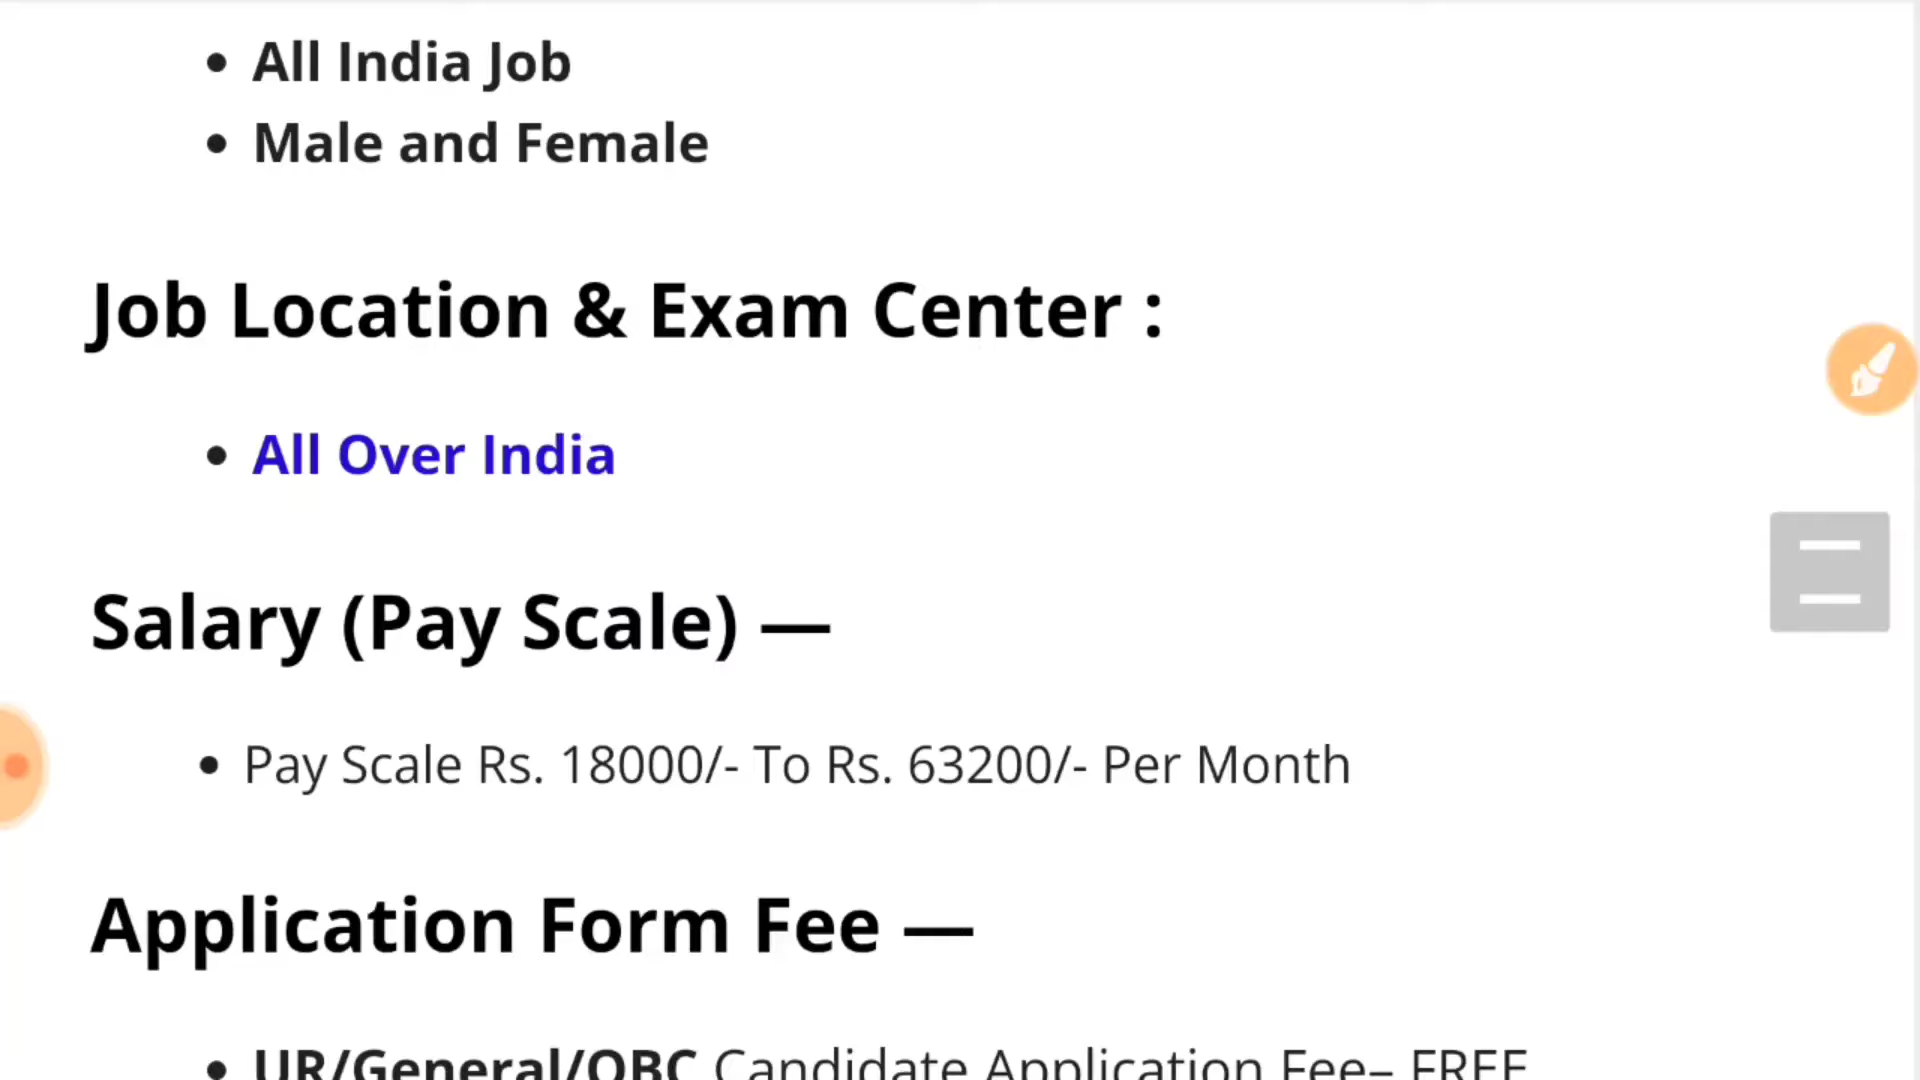 All India Job
Male and Female
Job Location & Exam Center :
All Over India
Salary (Pay Scale) —
Pay Scale Rs. 18000/- To Rs. 63200/- Per Month
Application Form Fee —
UR/General/OBC Candidate Application Fee– FREE